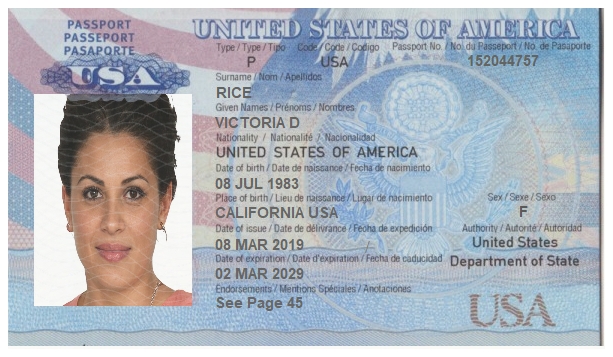 PASSPORT
PASSEPORT
PASAPORTE
USA
UNITED STATES OF AMERICA
Type / Type / Tipo Code / Code / Codigo Passport No. / No. du Passeport / No. de Pasaporte
P USA 152044757
Surname / Nom / Apellidos
RICE
Given Names / Prénoms / Nombres
VICTORIA D
Nationality / Nationalité / Nacionalidad
UNITED STATES OF AMERICA
Date of birth / Date de naissance / Fecha de nacimiento
08 JUL 1983
Place of birth / Lieu de naissance / Lugar de nacimiento Sex / Sexe / Sexo
CALIFORNIA USA F
Date of issue / Date de délivrance / Fecha de expedición Authority / Autorité / Autoridad
08 MAR 2019 United States
Date of expiration / Date d'expiration / Fecha de caducidad Department of State
02 MAR 2029
Endorsements / Mentions Spéciales / Anotaciones
See Page 45
USA